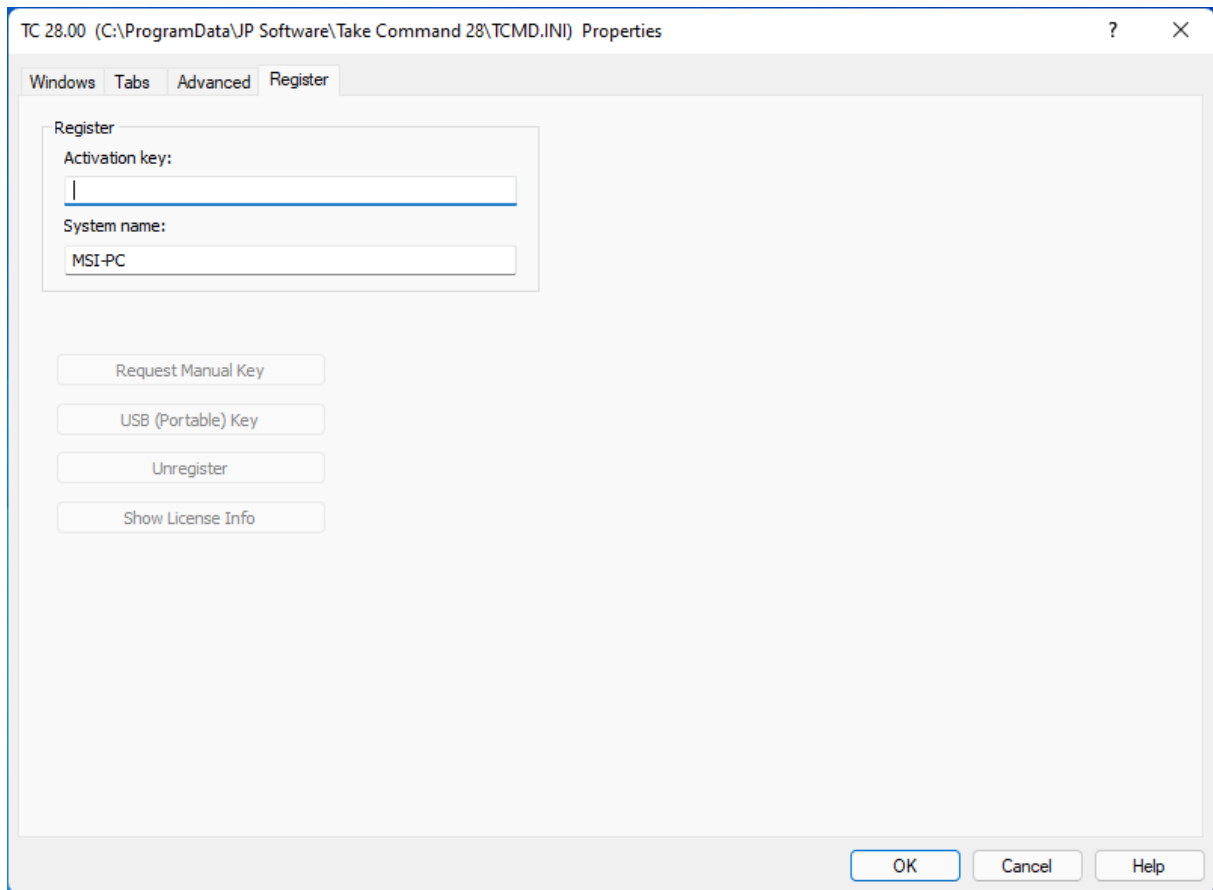 TC 28.00 (C:\ProgramData\JP Software\Take Command 28\TCMD.INI) Properties
Windows Tabs Advanced Register
Register
Activation key:
System name:
MSI-PC
Request Manual Key
USB (Portable) Key
Unregister
Show License Info
OK Cancel Help